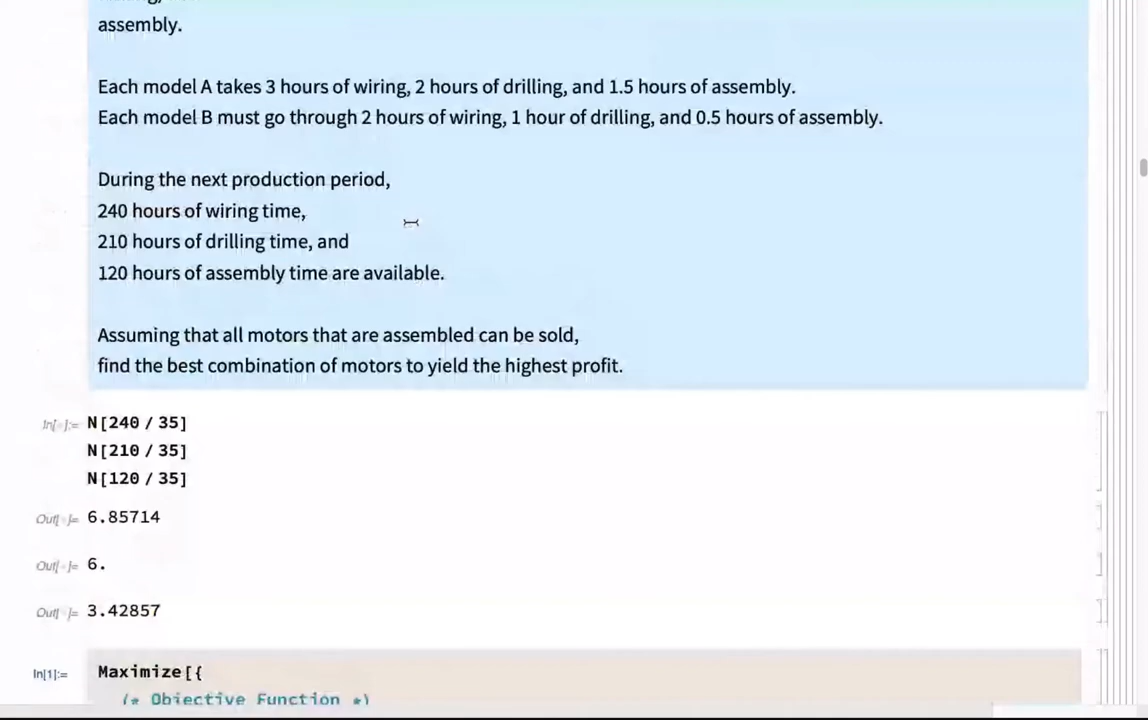 assembly.
Each model A takes 3 hours of wiring, 2 hours of drilling, and 1.5 hours of assembly.
Each model B must go through 2 hours of wiring, 1 hour of drilling, and 0.5 hours of assembly.
During the next production period,
240 hours of wiring time,
210 hours of drilling time, and
120 hours of assembly time are available.
Assuming that all motors that are assembled can be sold,
find the best combination of motors to yield the highest profit.
In[ ]:= N[240 / 35]
N[210 / 35]
N[120 / 35]
Out[ ]= 6.85714
Out[ ]= 6.
Out[ ]= 3.42857
In[1]:= Maximize[{
(* Objective Function *)